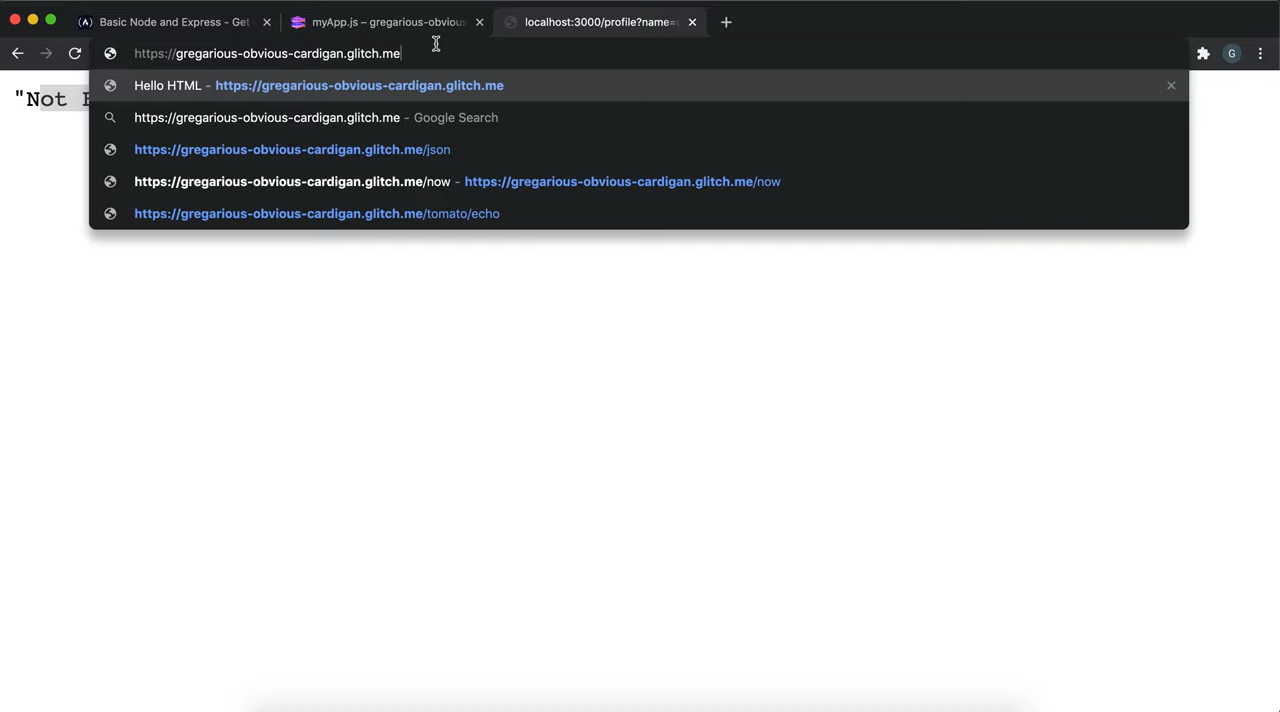 Basic Node and Express - Get
myApp.js – gregarious-obvious
localhost:3000/profile?name=
https://gregarious-obvious-cardigan.glitch.me
G
"Not
Hello HTML - https://gregarious-obvious-cardigan.glitch.me
https://gregarious-obvious-cardigan.glitch.me - Google Search
https://gregarious-obvious-cardigan.glitch.me/json
https://gregarious-obvious-cardigan.glitch.me/now - https://gregarious-obvious-cardigan.glitch.me/now
https://gregarious-obvious-cardigan.glitch.me/tomato/echo